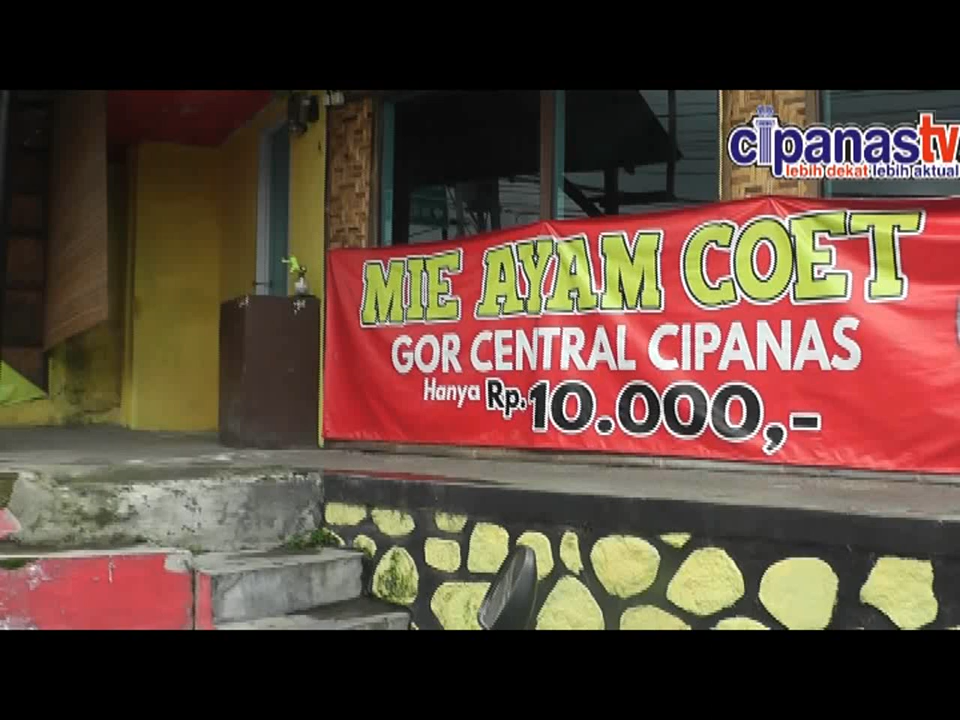 cipanastv
lebih dekat lebih aktual
MIE AYAM COET
GOR CENTRAL CIPANAS
Hanya Rp.10.000,-